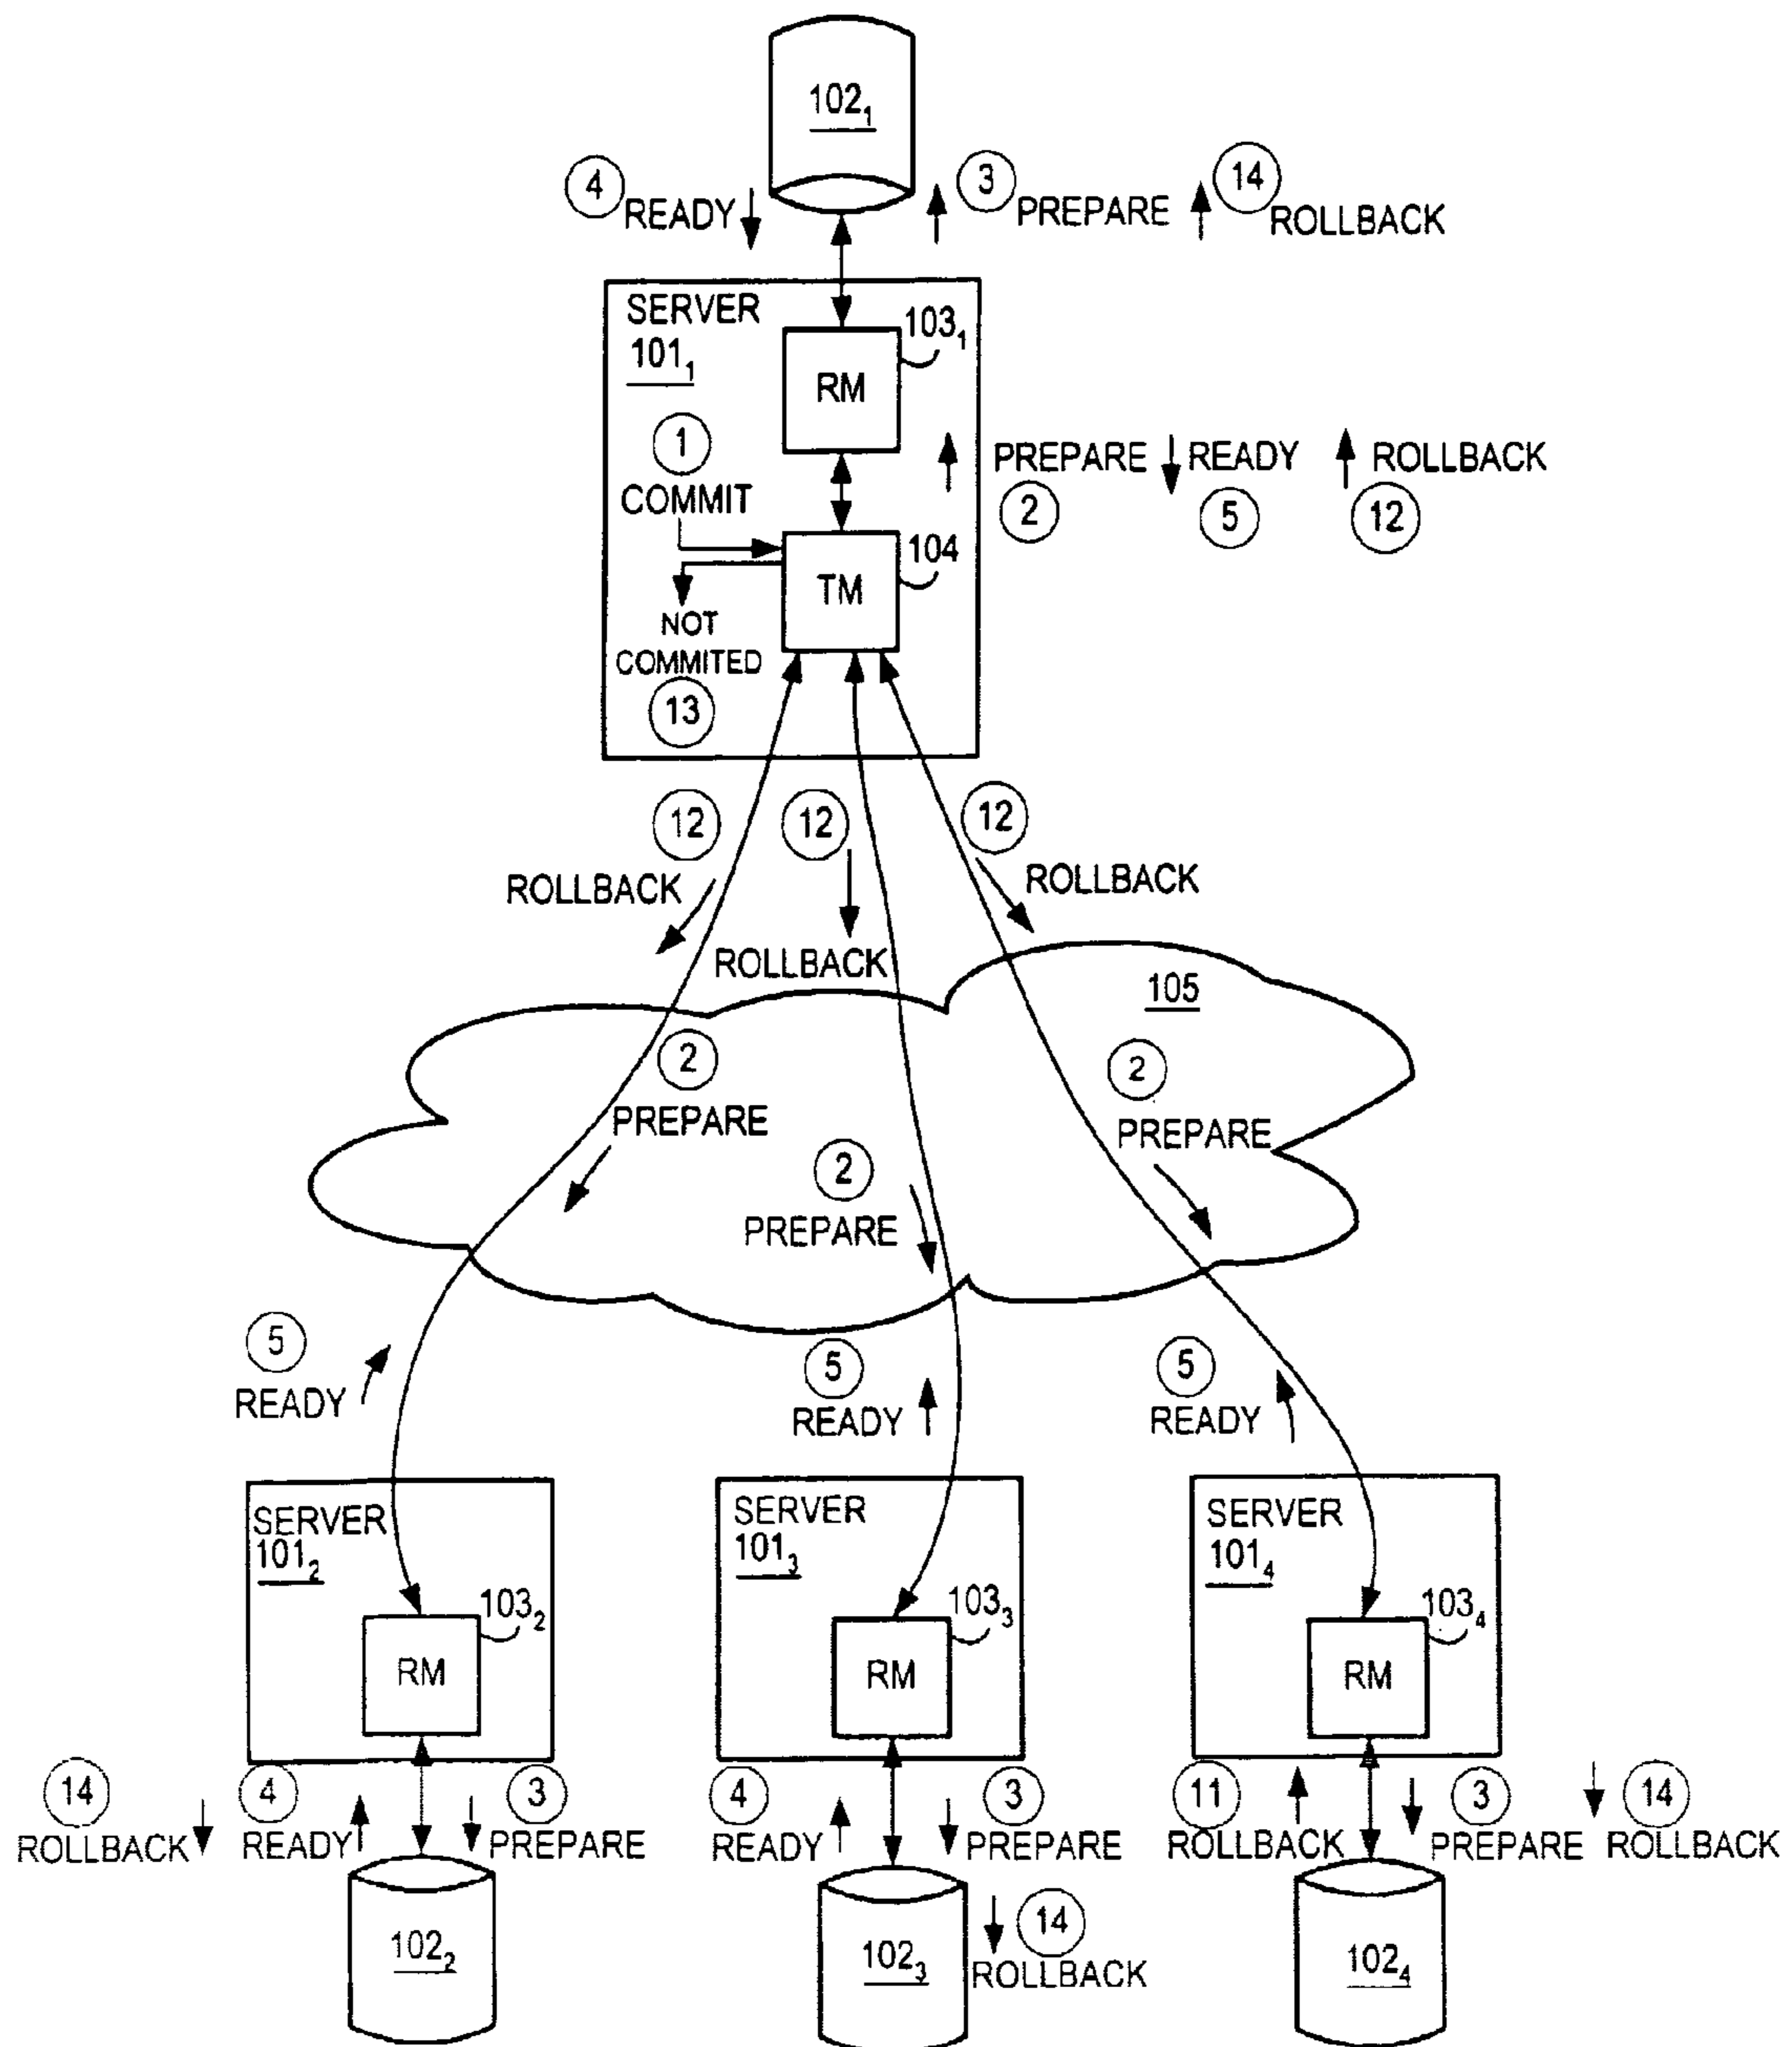 102₁
4 READY
3 PREPARE
14 ROLLBACK
SERVER
101₁
103₁
RM
1
COMMIT
PREPARE READY ROLLBACK
2 5 12
104
TM
NOT
COMMITED
13
12 12 12
ROLLBACK
ROLLBACK
ROLLBACK
105
2
PREPARE
2
PREPARE
2
PREPARE
5
READY
5
READY
5
READY
SERVER
101₂
103₂
RM
SERVER
101₃
103₃
RM
SERVER
101₄
103₄
RM
14
ROLLBACK
4
READY
3
PREPARE
4
READY
3
PREPARE
11
ROLLBACK
3
PREPARE
14
ROLLBACK
102₂
102₃
14
ROLLBACK
102₄